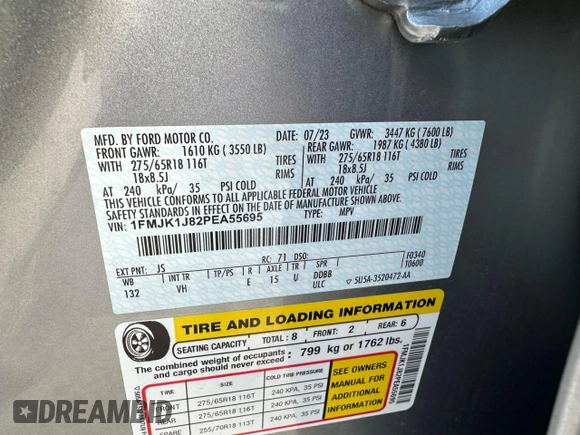 MFD. BY FORD MOTOR CO.
DATE: 07/23 GVWR: 3447 KG ( 7600 LB)
FRONT GAWR: 1610 KG ( 3550 LB) REAR GAWR: 1987 KG ( 4380 LB)
WITH 275/65R18 116T TIRES WITH 275/65R18 116T TIRES
18x8.5J RIMS 18x8.5J RIMS
AT 240 kPa/ 35 PSI COLD AT 240 kPa/ 35 PSI COLD
THIS VEHICLE CONFORMS TO ALL APPLICABLE FEDERAL MOTOR VEHICLE
SAFETY STANDARDS IN EFFECT ON THE DATE OF MANUFACTURE SHOWN ABOVE.
VIN: 1FMJK1J82PEA55695
TYPE: MPV
F0340
T0600
EXT PNT: JS RC: 71 DSO:
WB INT TR TP/PS R AXLE TR SPR
132 VH E 15 U DDBB
ULC
5U5A-3520472-AA
TIRE AND LOADING INFORMATION
SEATING CAPACITY TOTAL : 8 FRONT: 2 REAR: 6
The combined weight of occupants and cargo should never exceed : 799 kg or 1762 lbs.
TIRE SIZE COLD TIRE PRESSURE
FRONT 275/65R18 116T 240 KPA, 35 PSI
REAR 275/65R18 116T 240 KPA, 35 PSI
SPARE 255/70R18 113T 240 KPA, 35 PSI
SEE OWNERS
MANUAL FOR
ADDITIONAL
INFORMATION
1FMJK1J82PEA55695
DREAMBID